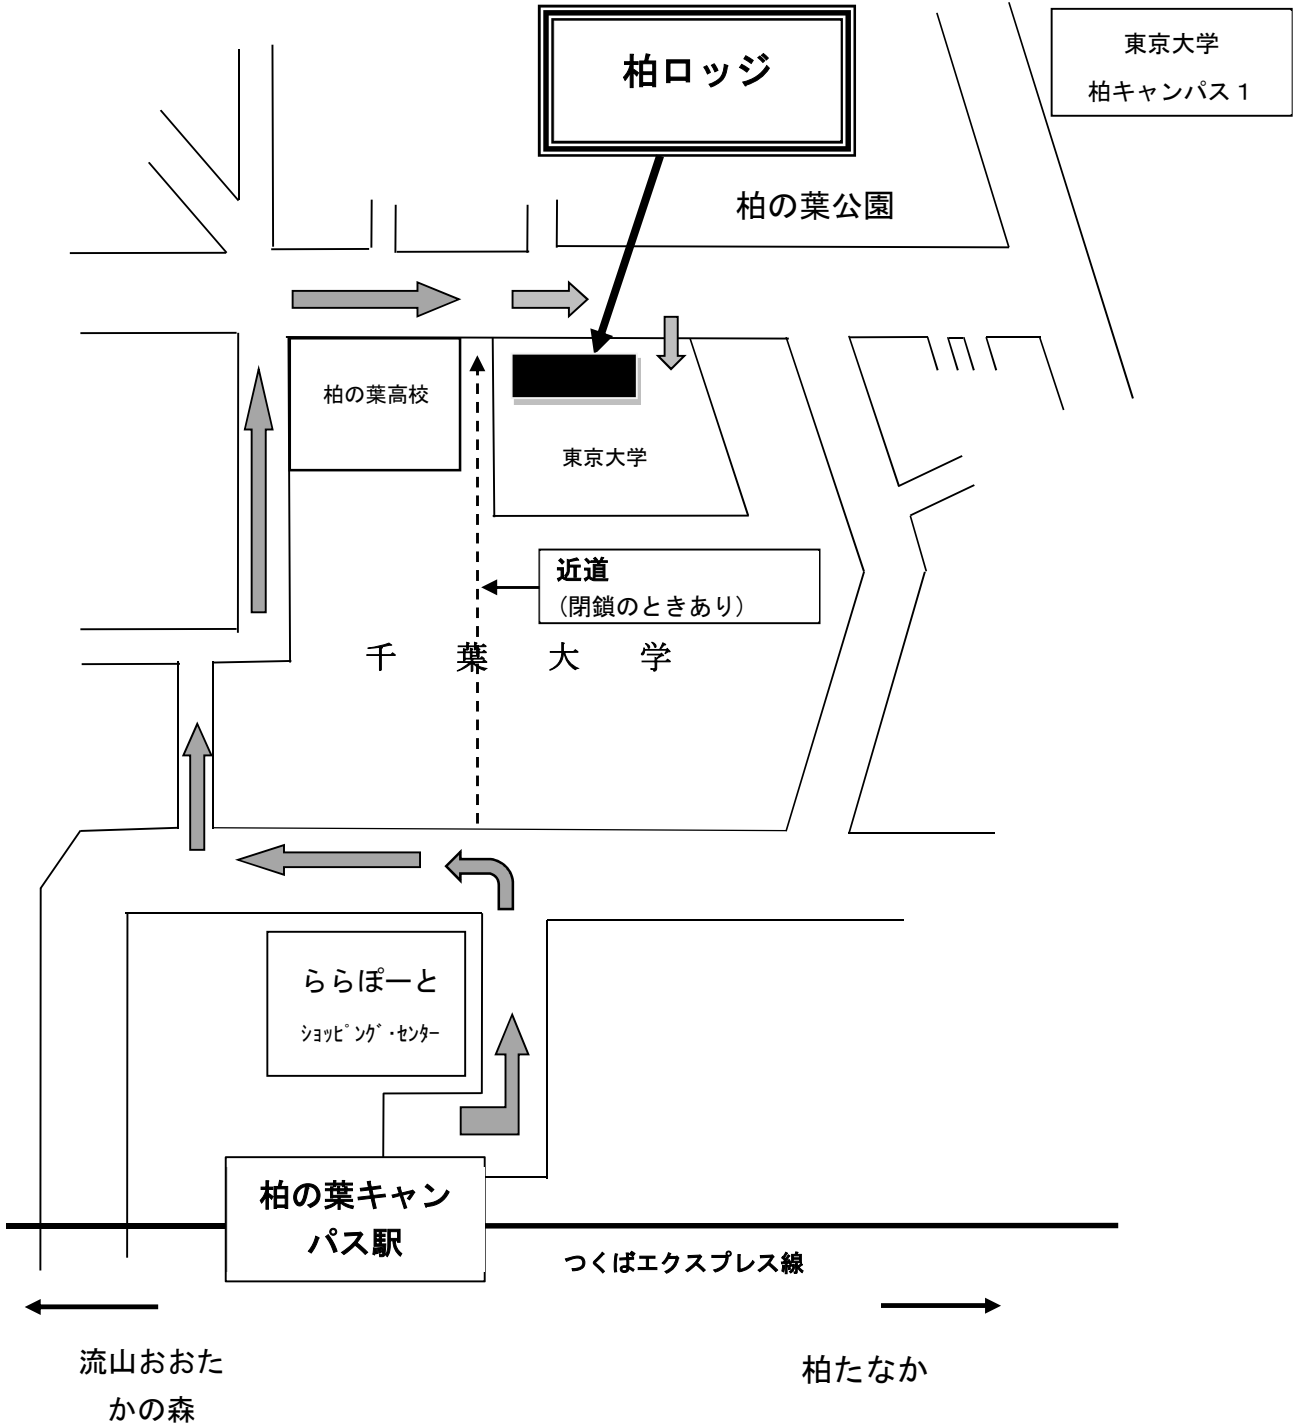 柏ロッジ
東京大学
柏キャンパス１
柏の葉公園
柏の葉高校
東京大学
近道
(閉鎖のときあり)
千葉大学
ららぽーと
ｼｮｯﾋﾟﾝｸﾞ・ｾﾝﾀｰ
柏の葉キャン
パス駅
つくばエクスプレス線
流山おおた
かの森
柏たなか